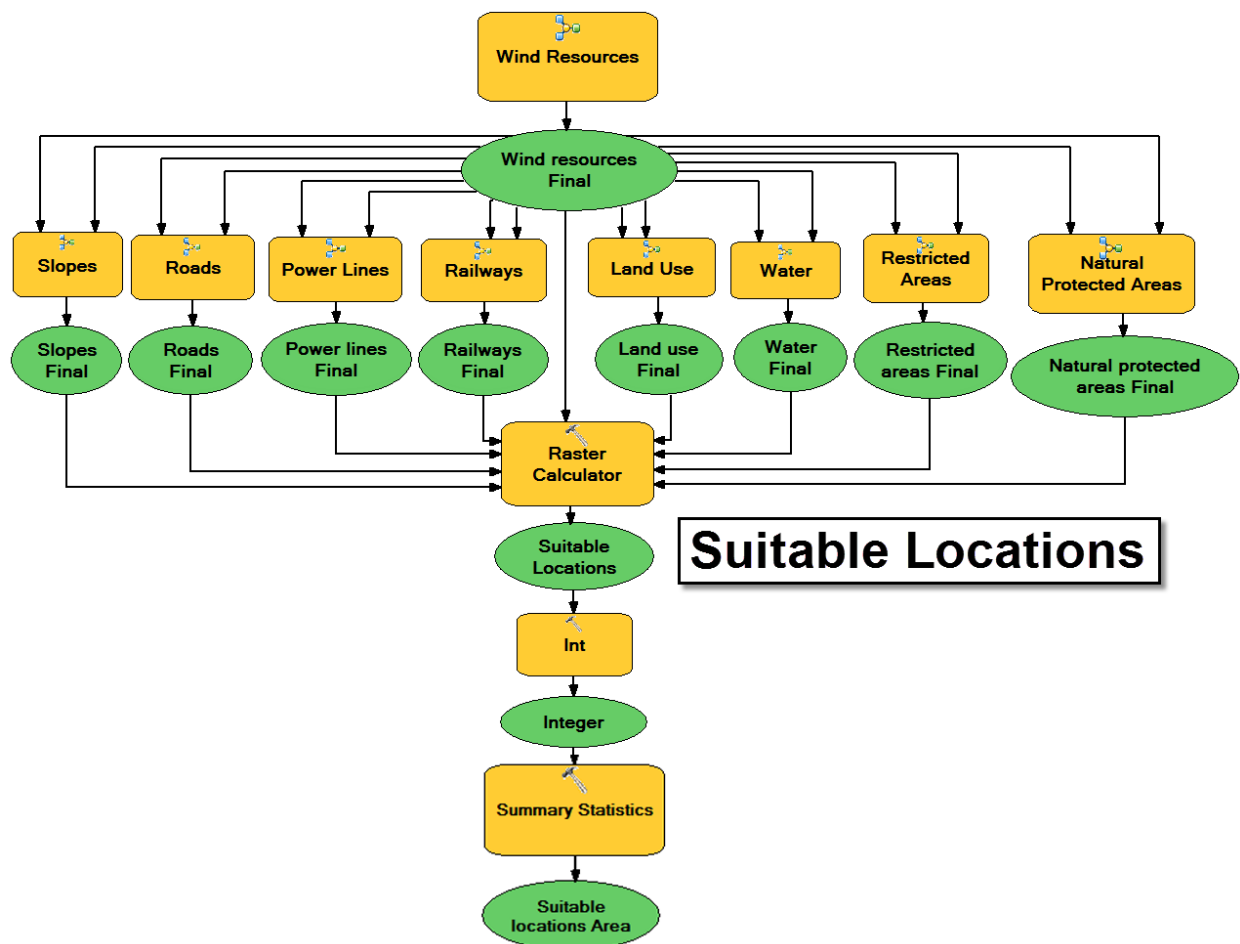 Wind Resources
Wind resources
Final
Slopes
Roads
Power Lines
Railways
Land Use
Water
Restricted
Areas
Natural
Protected Areas
Slopes
Final
Roads
Final
Power lines
Final
Railways
Final
Land use
Final
Water
Final
Restricted
areas Final
Natural protected
areas Final
Raster
Calculator
Suitable
Locations
Suitable Locations
Int
Integer
Summary Statistics
Suitable
locations Area